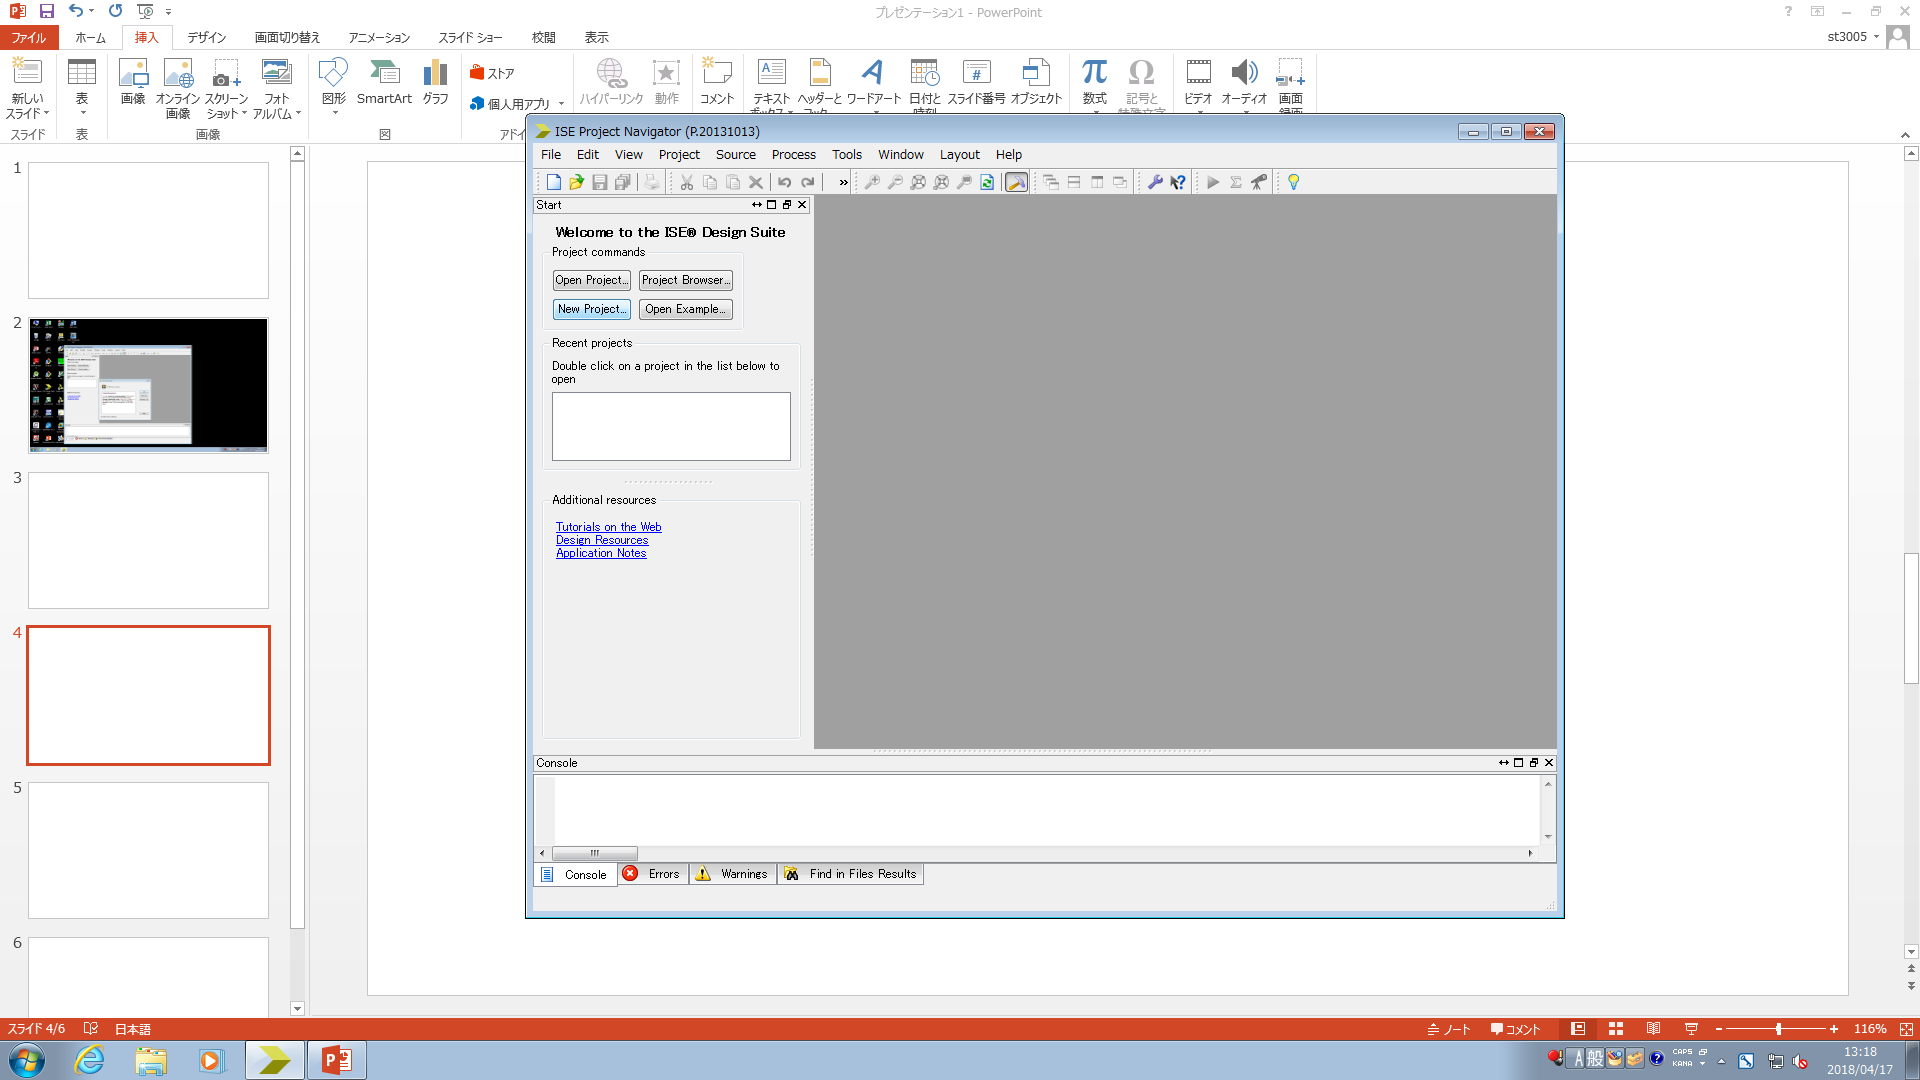 プレゼンテーション1 - PowerPoint
ファイル ホーム 挿入 デザイン 画面切り替え アニメーション スライド ショー 校閲 表示 st3005
新しい スライド
表
画像
オンライン 画像
スクリーン ショット
フォト アルバム
図形
SmartArt
グラフ
ストア
個人用アプリ
ハイパーリンク
動作
コメント
テキスト
ヘッダーと
ワードアート
日付と
スライド番号
オブジェクト
数式
記号と
ビデオ
オーディオ
画面
スライド 表 画像 図
ISE Project Navigator (P.20131013)
File Edit View Project Source Process Tools Window Layout Help
Start
Welcome to the ISE® Design Suite
Project commands
Open Project... Project Browser...
New Project... Open Example...
Recent projects
Double click on a project in the list below to
open
Additional resources
Tutorials on the Web
Design Resources
Application Notes
Console
Console Errors Warnings Find in Files Results
1
2
3
4
5
6
スライド 4/6 日本語 ノート コメント 116%
A 般 CAPS KANA
13:18
2018/04/17